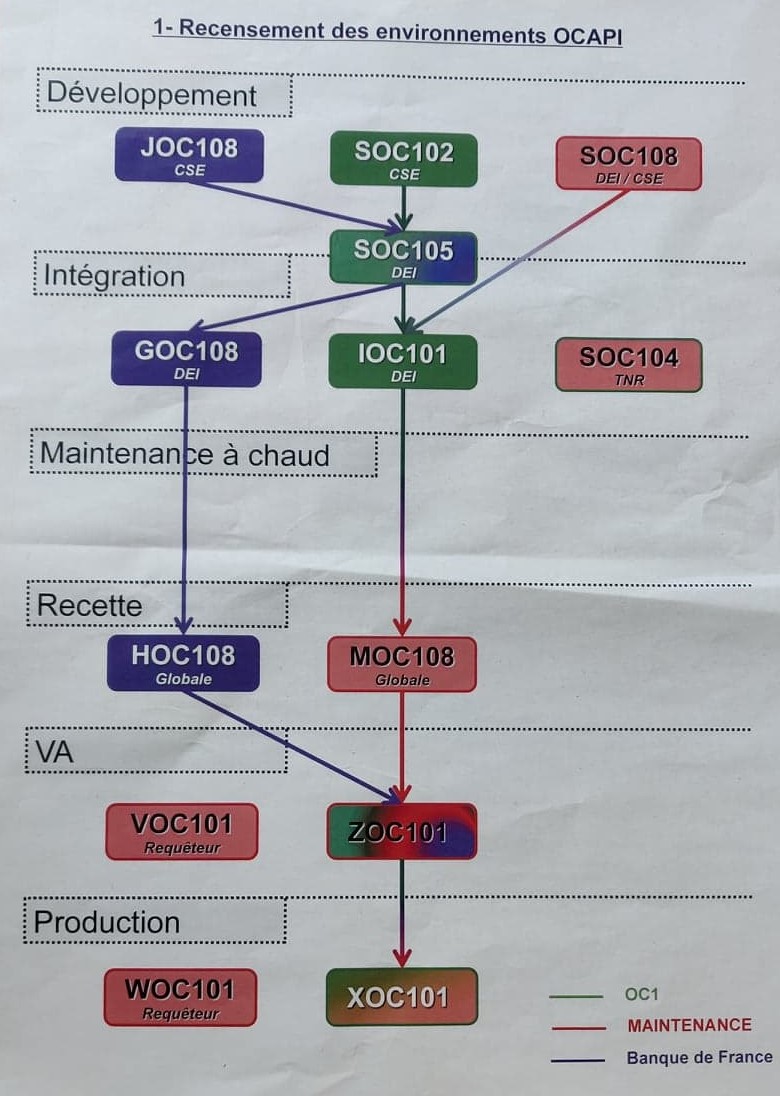 1- Recensement des environnements OCAPI
Développement
JOC108
CSE
SOC102
CSE
SOC108
DEI / CSE
SOC105
DEI
Intégration
GOC108
DEI
IOC101
DEI
SOC104
TNR
Maintenance à chaud
Recette
HOC108
Globale
MOC108
Globale
VA
VOC101
Requêteur
ZOC101
Production
WOC101
Requêteur
XOC101
OC1
MAINTENANCE
Banque de France